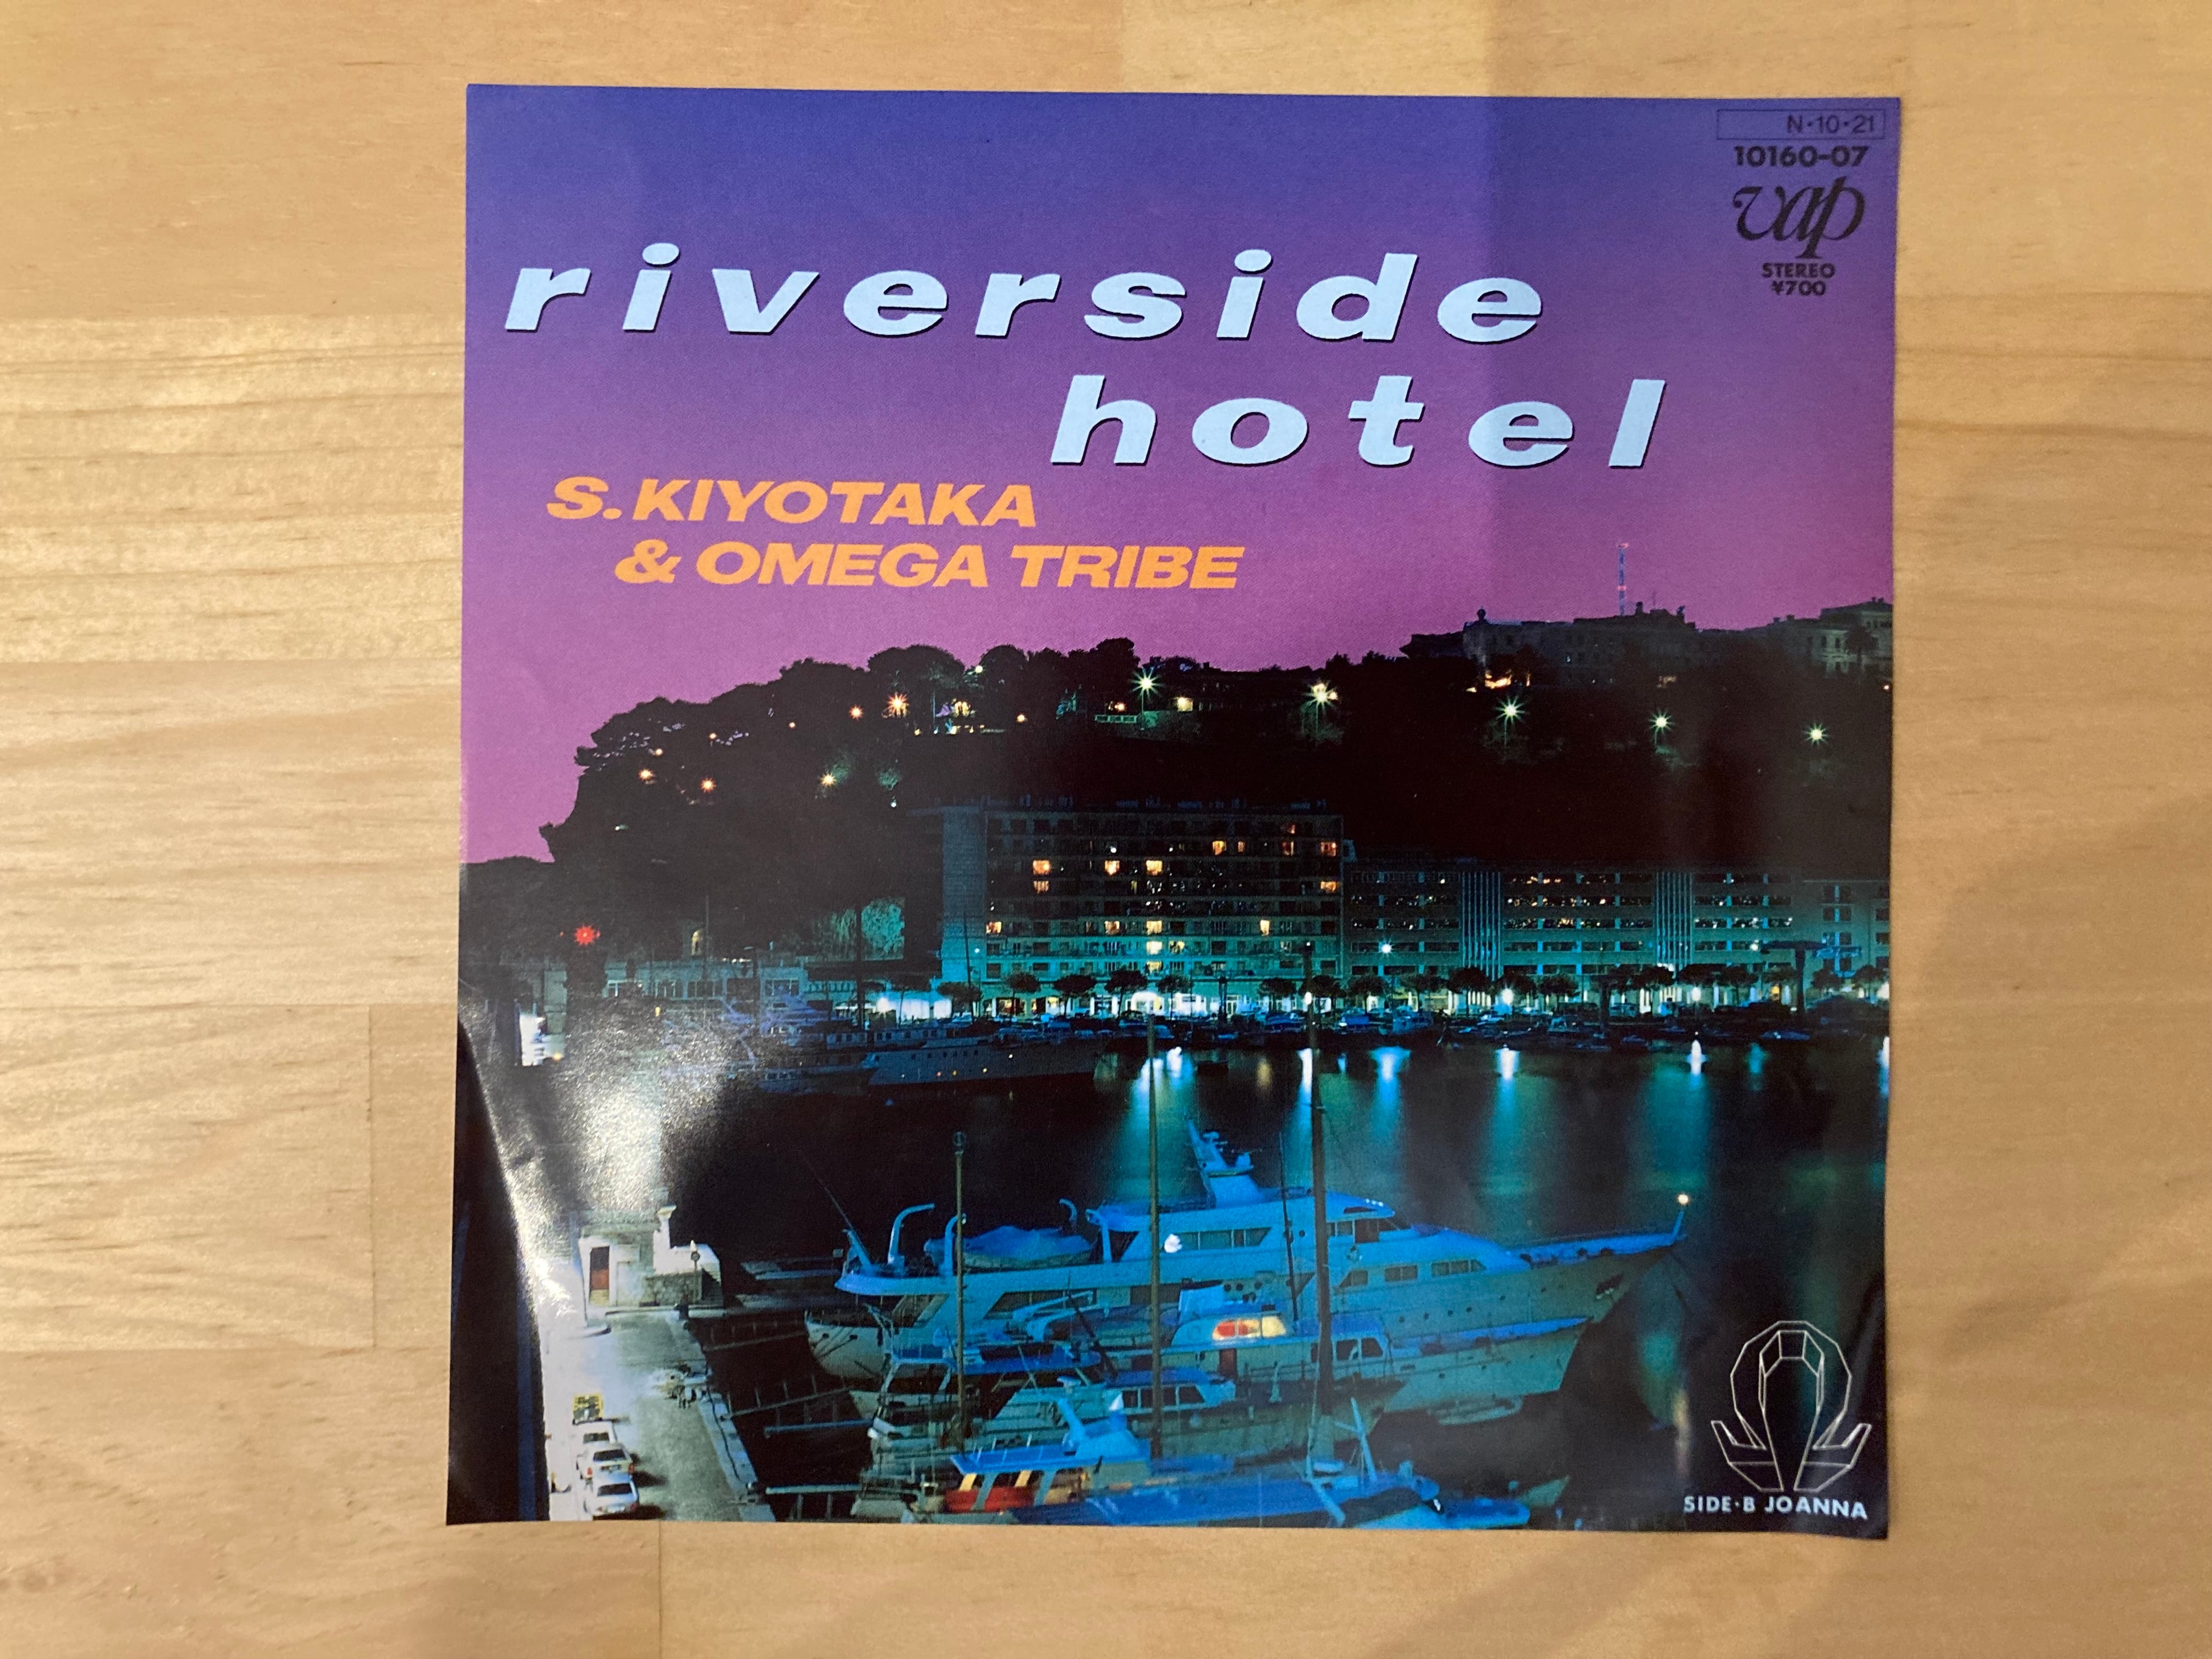 N·10·21
10160-07
vap
STEREO
¥700
riverside
hotel
S.KIYOTAKA
& OMEGA TRIBE
SIDE·B JOANNA